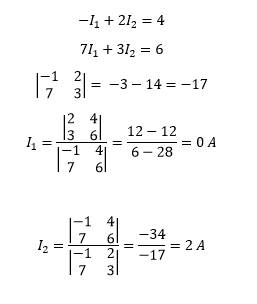 −I₁ + 2I₂ = 4
7I₁ + 3I₂ = 6
|−1 2; 7 3| = −3 − 14 = −17
I₁ = |2 4; 3 6| / |−1 4; 7 6| = (12 − 12) / (6 − 28) = 0 A
I₂ = |−1 4; 7 6| / |−1 2; 7 3| = −34 / −17 = 2 A